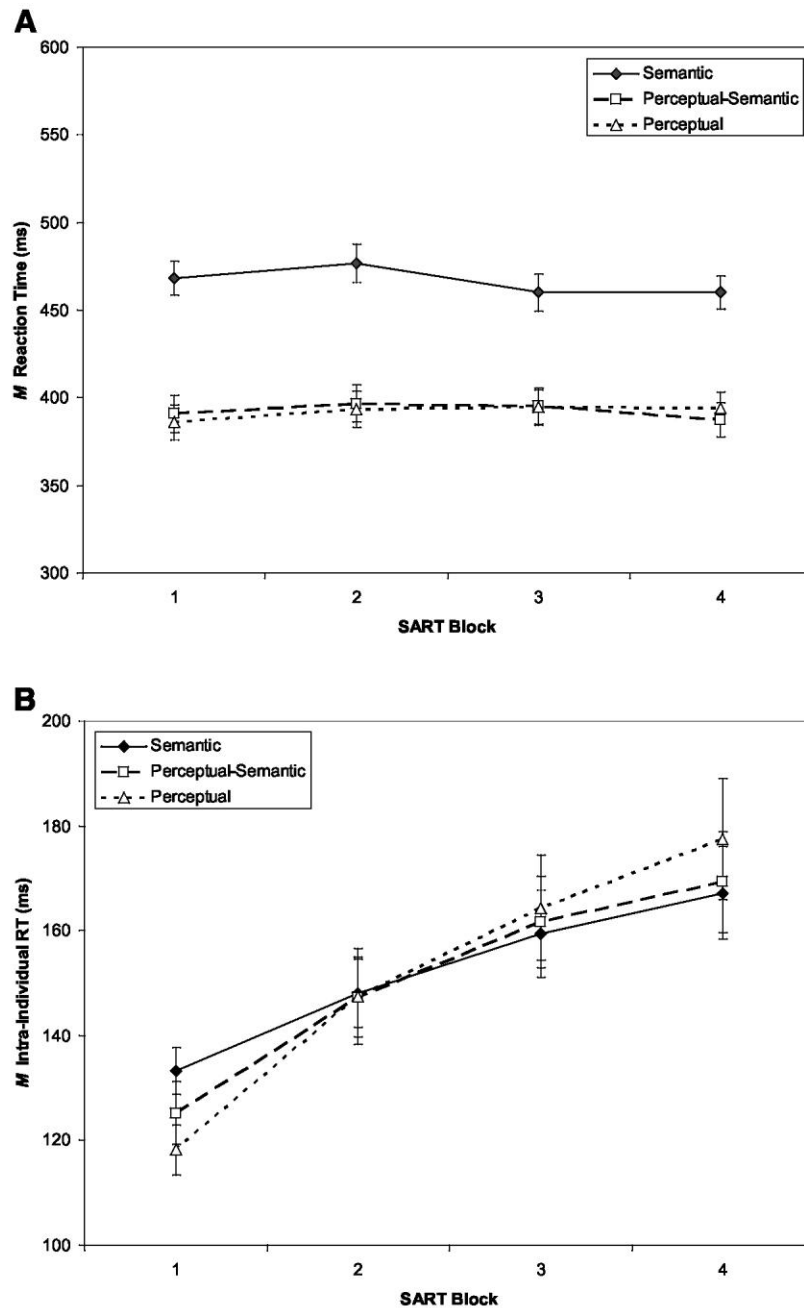 A
600
550
500
450
400
350
300
M Reaction Time (ms)
Semantic
Perceptual-Semantic
Perceptual
1 2 3 4
SART Block
B
200
180
160
140
120
100
M Intra-Individual RT (ms)
Semantic
Perceptual-Semantic
Perceptual
1 2 3 4
SART Block